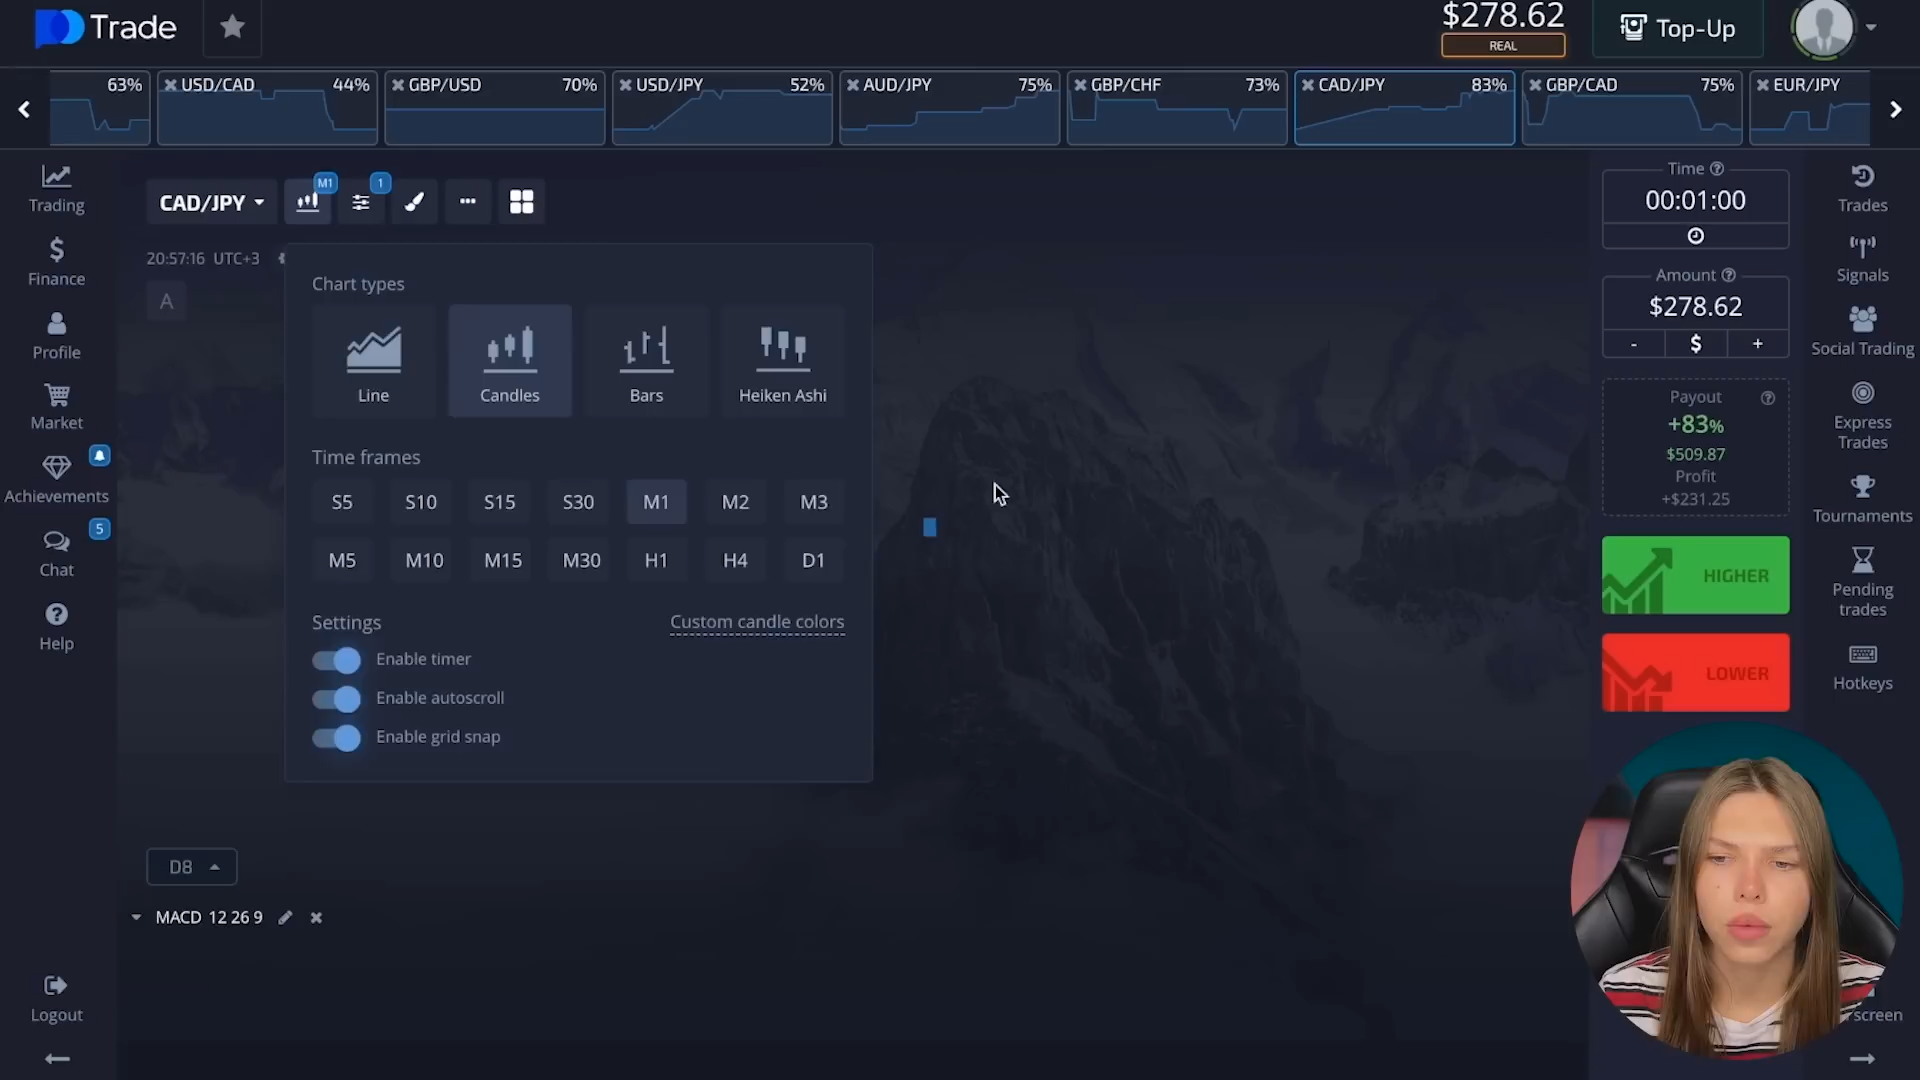 Trade
$278.62
REAL
Top-Up
63%
USD/CAD 44%
GBP/USD 70%
USD/JPY 52%
AUD/JPY 75%
GBP/CHF 73%
CAD/JPY 83%
GBP/CAD 75%
EUR/JPY
Trading
Finance
Profile
Market
Achievements
5
Chat
Help
Logout
CAD/JPY
M1
1
20:57:16 UTC+3
A
Chart types
Line
Candles
Bars
Heiken Ashi
Time frames
S5 S10 S15 S30 M1 M2 M3
M5 M10 M15 M30 H1 H4 D1
Settings
Custom candle colors
Enable timer
Enable autoscroll
Enable grid snap
D8
MACD 12 26 9
Time
00:01:00
Amount
$278.62
- $ +
Payout
+83%
$509.87
Profit
+$231.25
HIGHER
LOWER
Trades
Signals
Social Trading
Express
Trades
Tournaments
Pending
trades
Hotkeys
screen